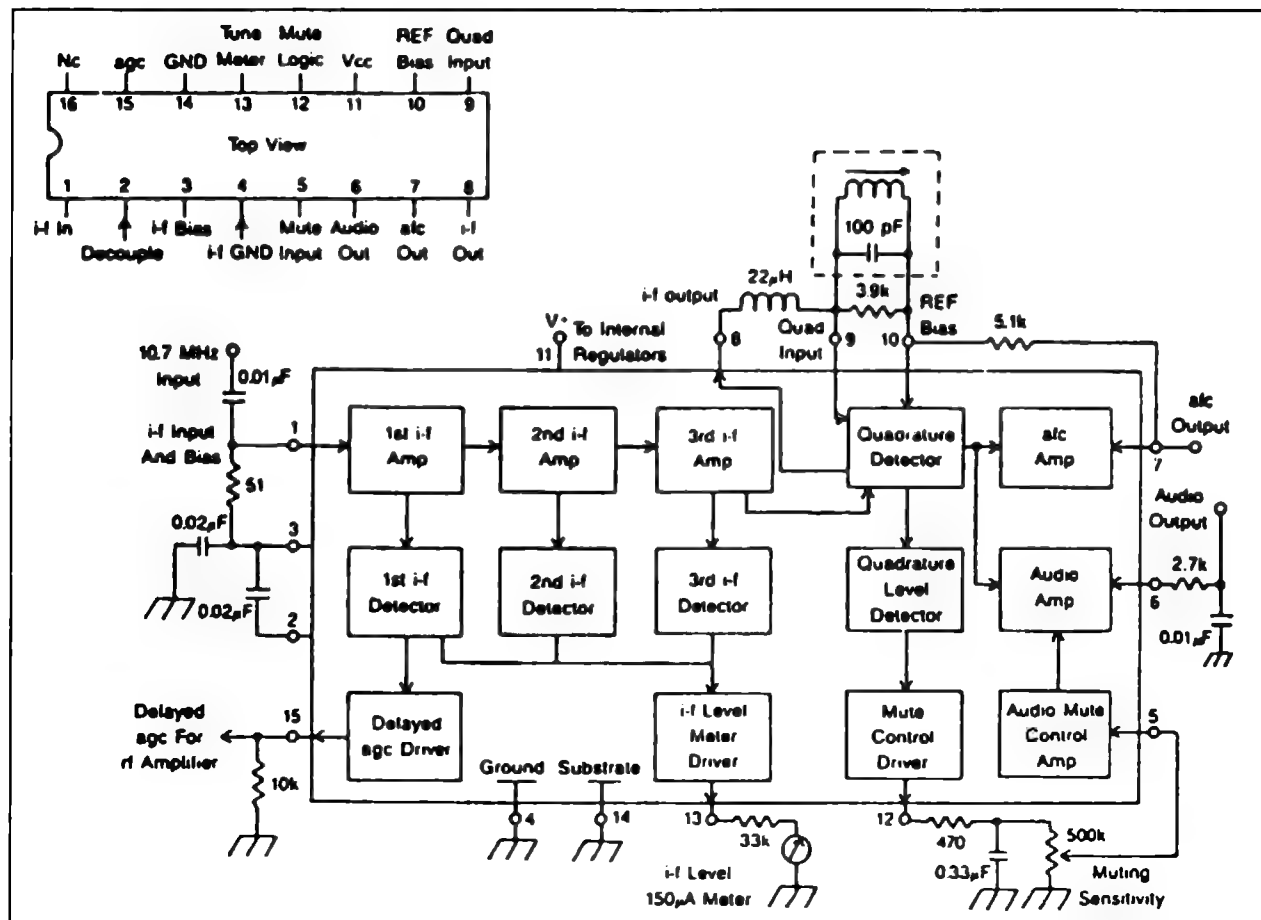 Nc agc GND Tune Meter Mute Logic Vcc REF Bias Quad Input
16 15 14 13 12 11 10 9
Top View
1 2 3 4 5 6 7 8
i-f In
Decouple
i-f Bias
i-f GND
Mute Input
Audio Out
afc Out
i-f Out
100 pF
22µH
3.9k
i-f output
REF Bias
5.1k
V+
11
To Internal Regulators
8
Quad Input
9
10
10.7 MHz Input
0.01µF
i-f Input And Bias
1
51
0.02µF
3
0.02µF
2
1st i-f Amp
2nd i-f Amp
3rd i-f Amp
Quadrature Detector
afc Amp
afc Output
7
Audio Output
2.7k
6
0.01µF
1st i-f Detector
2nd i-f Detector
3rd i-f Detector
Quadrature Level Detector
Audio Amp
Delayed agc For rf Amplifier
15
10k
Delayed agc Driver
Ground
4
Substrate
14
i-f Level Meter Driver
Mute Control Driver
Audio Mute Control Amp
5
13
33k
i-f Level 150µA Meter
12
470
0.33µF
500k
Muting Sensitivity